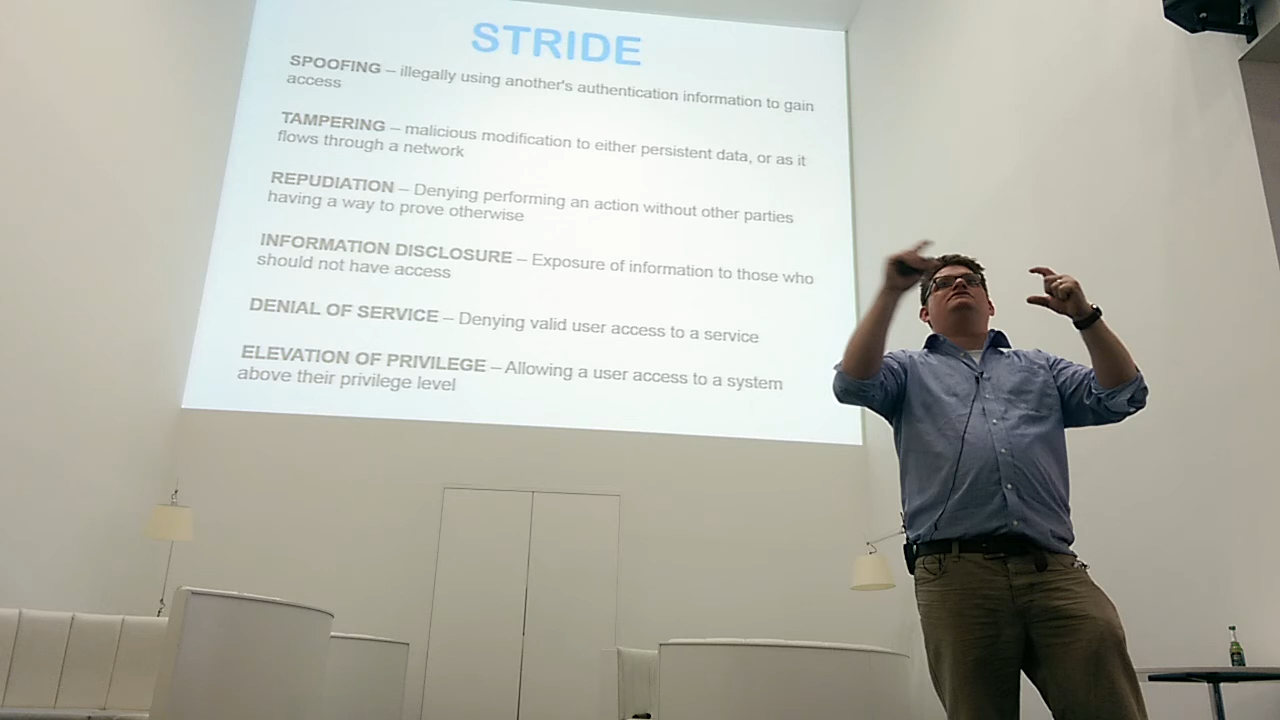 STRIDE
SPOOFING – illegally using another's authentication information to gain
access
TAMPERING – malicious modification to either persistent data, or as it
flows through a network
REPUDIATION – Denying performing an action without other parties
having a way to prove otherwise
INFORMATION DISCLOSURE – Exposure of information to those who
should not have access
DENIAL OF SERVICE – Denying valid user access to a service
ELEVATION OF PRIVILEGE – Allowing a user access to a system
above their privilege level